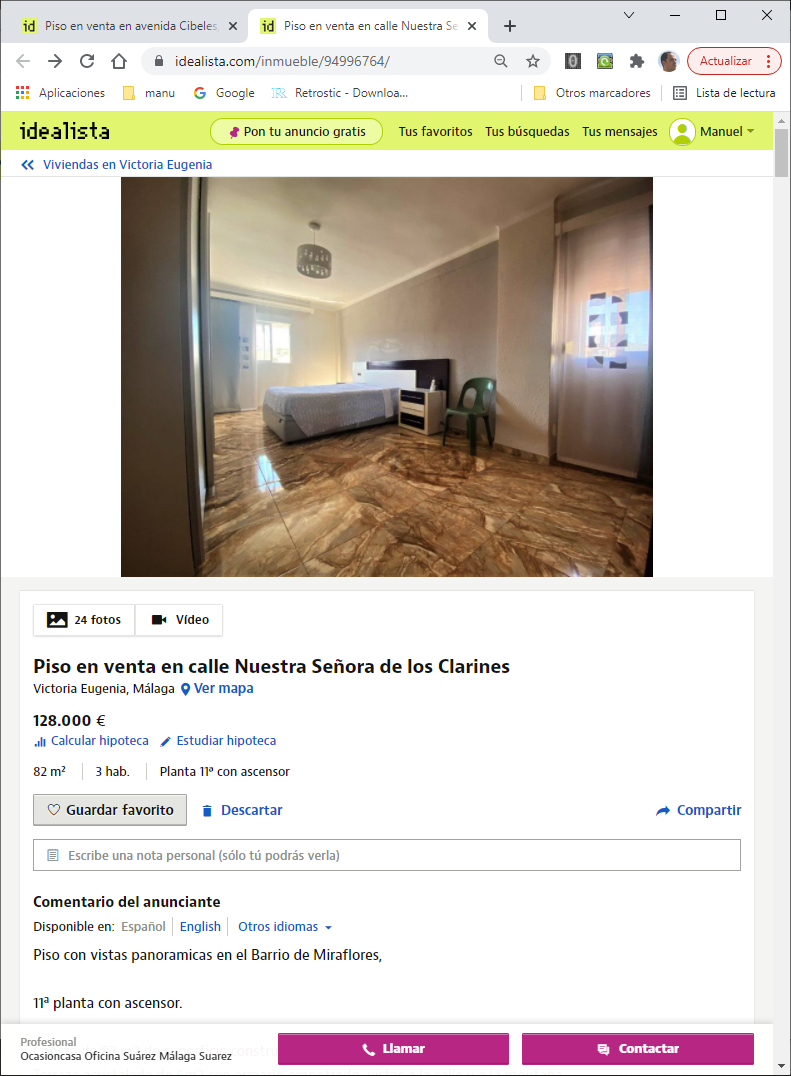 Piso en venta en avenida Cibeles,
Piso en venta en calle Nuestra Se
idealista.com/inmueble/94996764/
Actualizar
Aplicaciones
manu
Google
Retrostic - Downloa...
Otros marcadores
Lista de lectura
idealista
Pon tu anuncio gratis
Tus favoritos
Tus búsquedas
Tus mensajes
Manuel
Viviendas en Victoria Eugenia
24 fotos
Vídeo
Piso en venta en calle Nuestra Señora de los Clarines
Victoria Eugenia, Málaga Ver mapa
128.000 €
Calcular hipoteca Estudiar hipoteca
82 m² 3 hab. Planta 11ª con ascensor
Guardar favorito Descartar Compartir
Escribe una nota personal (sólo tú podrás verla)
Comentario del anunciante
Disponible en: Español English Otros idiomas
Piso con vistas panoramicas en el Barrio de Miraflores,
11ª planta con ascensor.
Profesional
Ocasioncasa Oficina Suárez Málaga Suarez
Llamar
Contactar